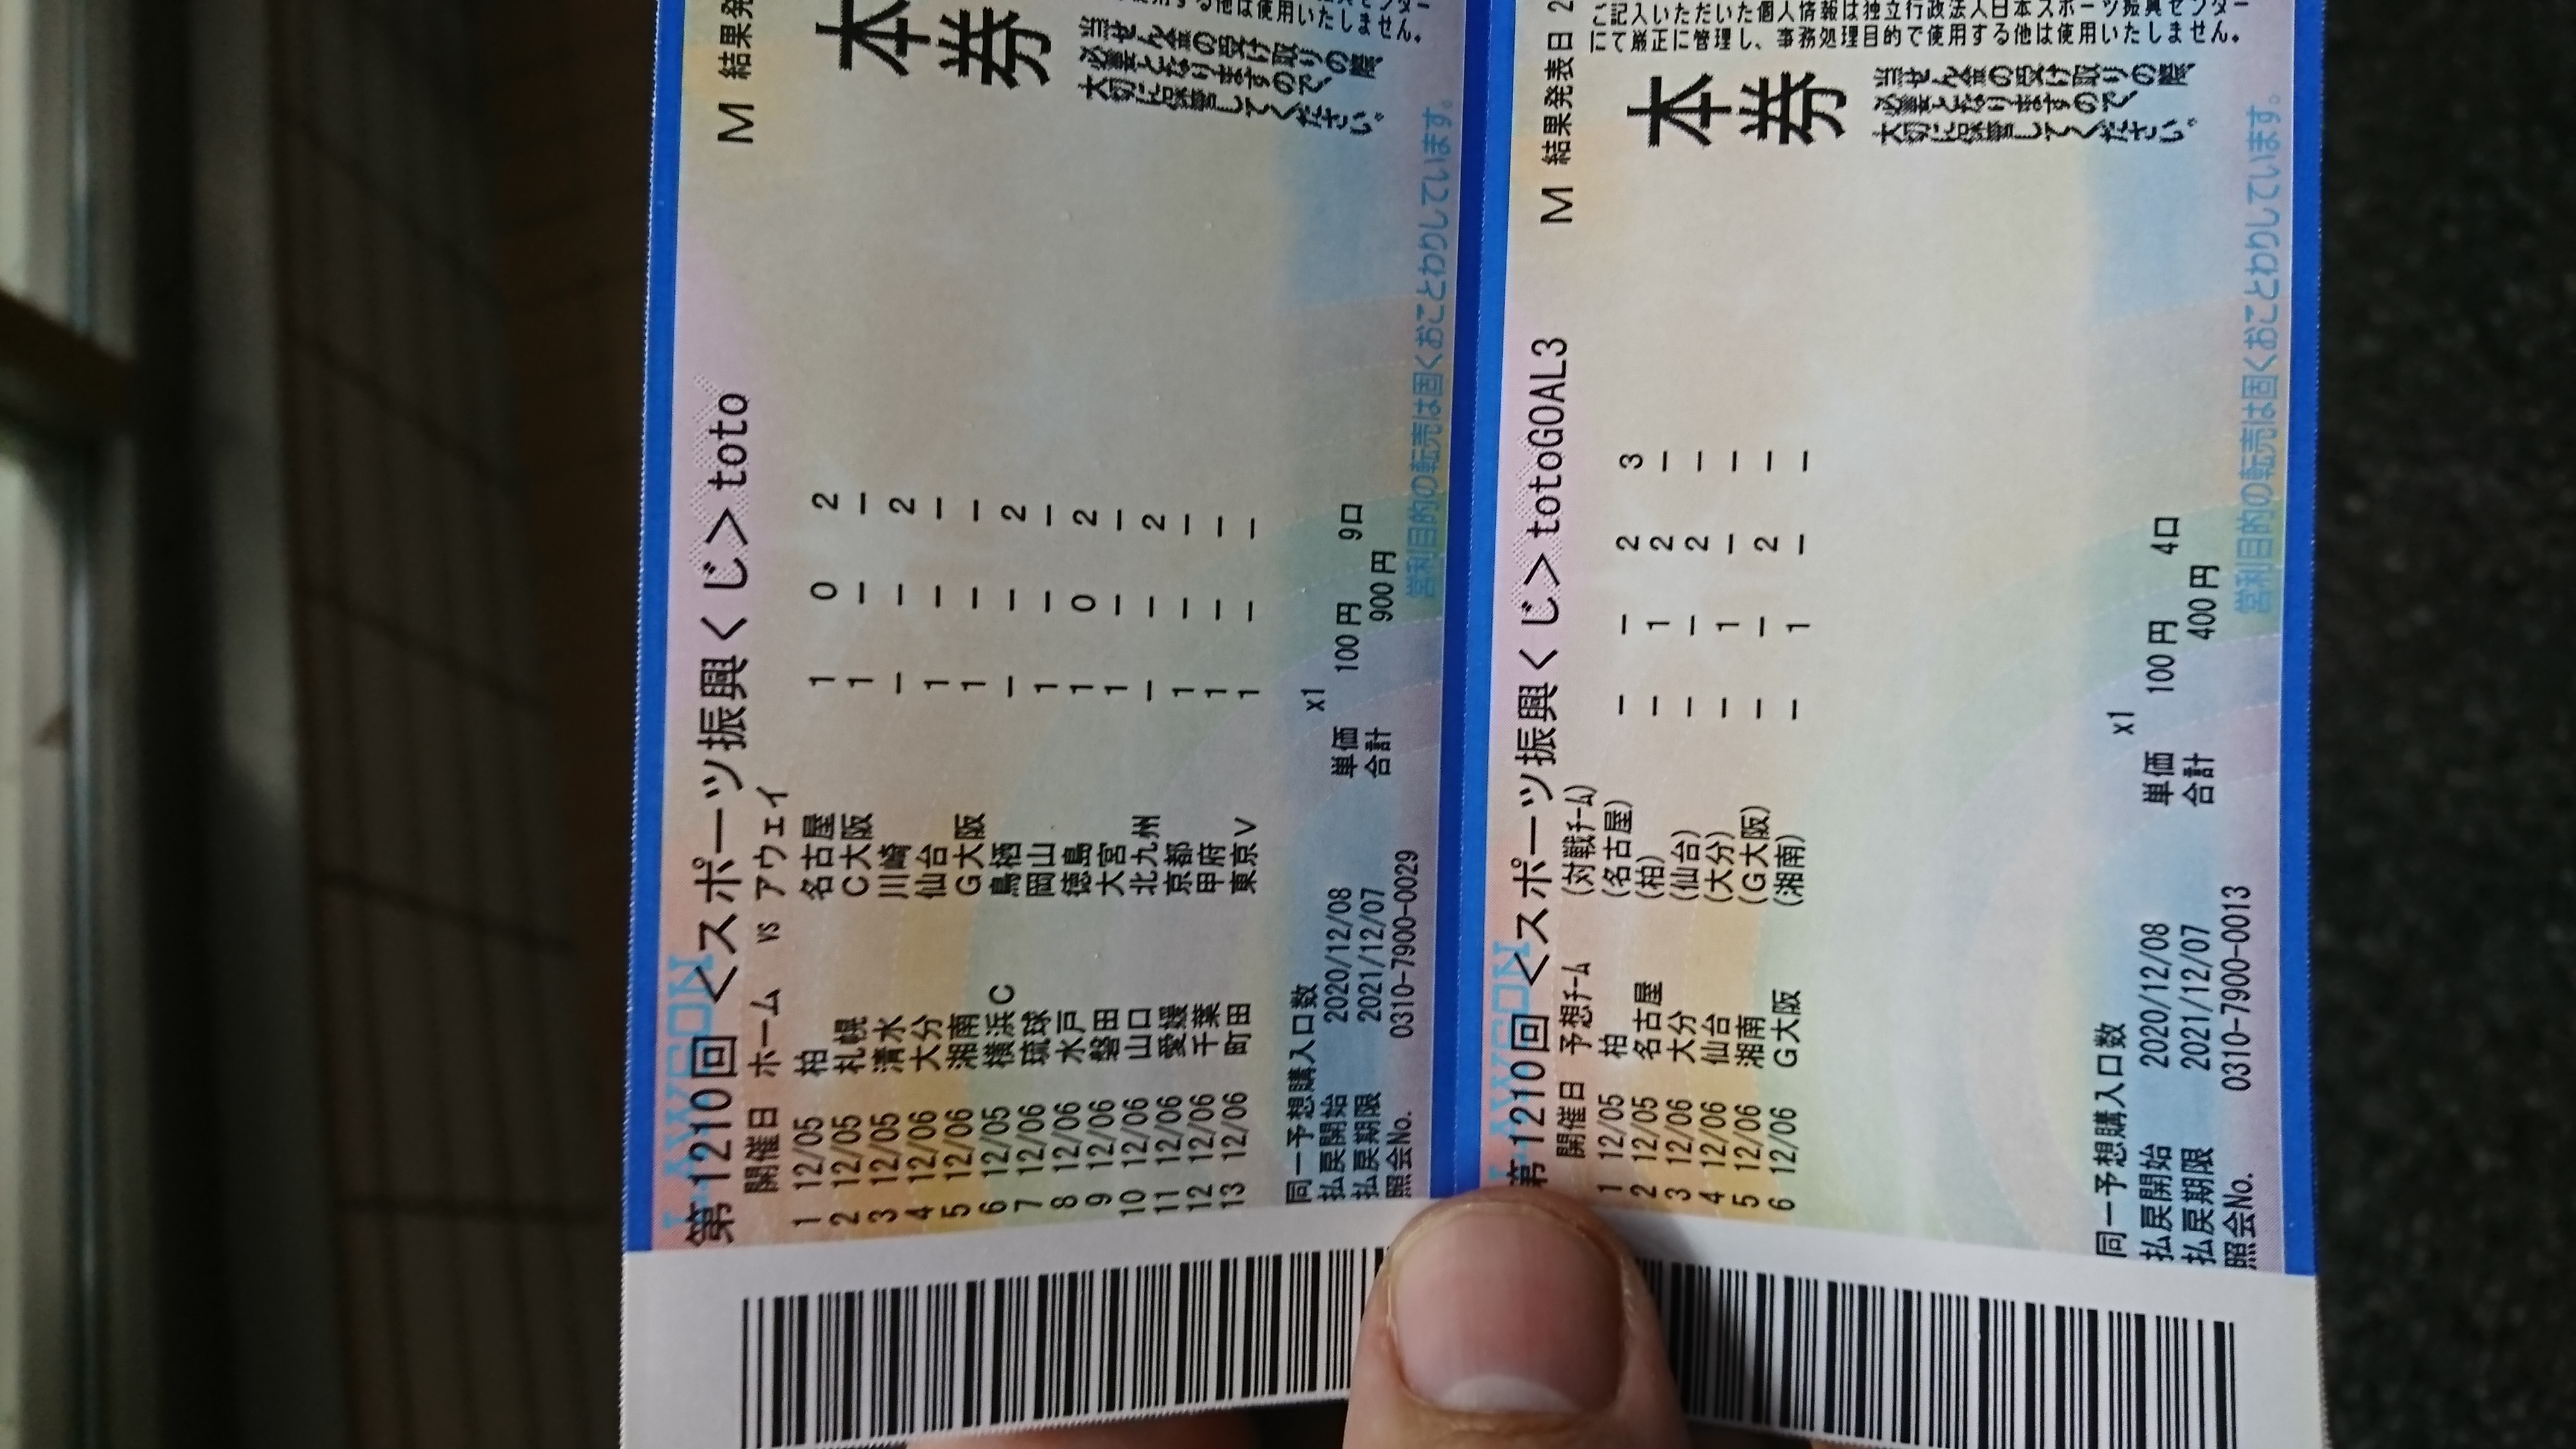 LAWSON
第1210回 <スポーツ振興くじ> toto
開催日 ホーム vs アウェイ
1 12/05 柏 名古屋 1 0 2
2 12/05 札幌 C大阪 1 - -
3 12/05 清水 川崎 - - 2
4 12/06 大分 仙台 1 - -
5 12/06 湘南 G大阪 1 - -
6 12/05 横浜C 鳥栖 - - 2
7 12/06 琉球 岡山 1 - -
8 12/06 水戸 徳島 1 0 2
9 12/06 磐田 大宮 1 - -
10 12/06 山口 北九州 - - 2
11 12/06 愛媛 京都 1 - -
12 12/06 千葉 甲府 1 - -
13 12/06 町田 東京V 1 - -
同一予想購入口数 x1
払戻開始 2020/12/08 単価 100円 9口
払戻期限 2021/12/07 合計 900円
照会No. 0310-7900-0029
営利目的の転売は固くおことわりしています。
M 結果発
本券
使用する他は使用いたしません。
当せん金の受け取りの際、
必要となりますので、
大切に保管してください。
LAWSON
第1210回 <スポーツ振興くじ> totoGOAL3
開催日 予想ﾁｰﾑ (対戦ﾁｰﾑ)
1 12/05 柏 (名古屋) - - 2 3
2 12/05 名古屋 (柏) - 1 2 -
3 12/06 大分 (仙台) - - 2 -
4 12/06 仙台 (大分) - 1 - -
5 12/06 湘南 (G大阪) - - 2 -
6 12/06 G大阪 (湘南) - 1 - -
同一予想購入口数 x1
払戻開始 2020/12/08 単価 100円 4口
払戻期限 2021/12/07 合計 400円
照会No. 0310-7900-0013
営利目的の転売は固くおことわりしています。
M 結果発表日 2
ご記入いただいた個人情報は独立行政法人日本スポーツ振興センター
にて厳正に管理し、事務処理目的で使用する他は使用いたしません。
本券
当せん金の受け取りの際、
必要となりますので、
大切に保管してください。